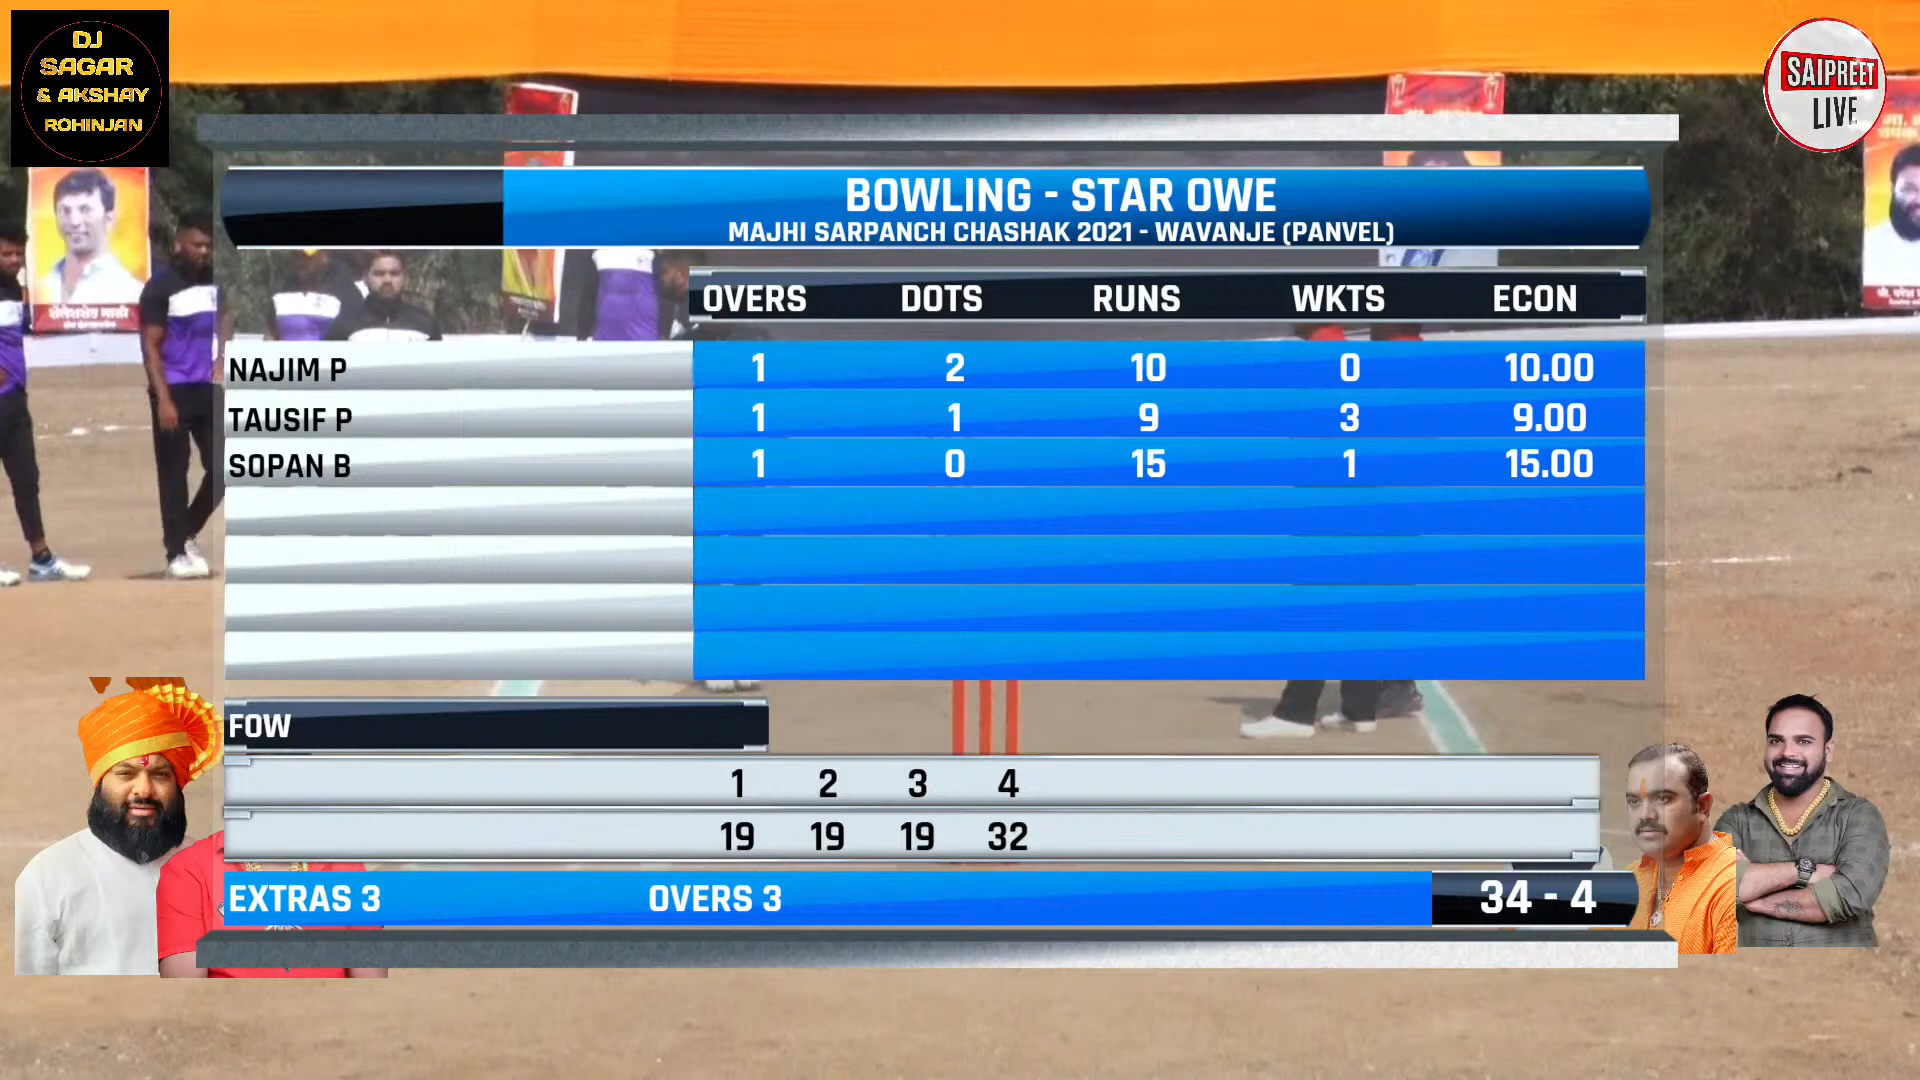 DJ
SAGAR
& AKSHAY
ROHINJAN
SAIPREET
LIVE
BOWLING - STAR OWE
MAJHI SARPANCH CHASHAK 2021 - WAVANJE (PANVEL)
OVERS DOTS RUNS WKTS ECON
NAJIM P 1 2 10 0 10.00
TAUSIF P 1 1 9 3 9.00
SOPAN B 1 0 15 1 15.00
FOW
1 2 3 4
19 19 19 32
EXTRAS 3 OVERS 3 34 - 4